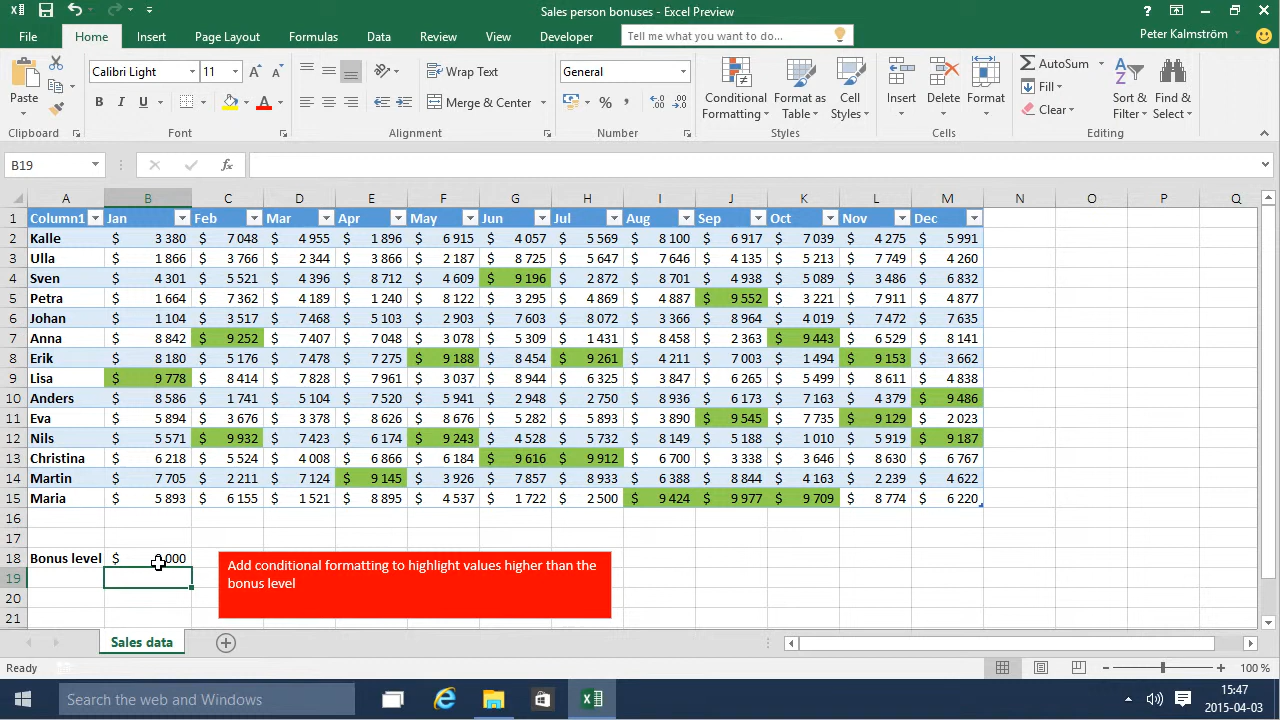 Sales person bonuses - Excel Preview
File Home Insert Page Layout Formulas Data Review View Developer Tell me what you want to do... Peter Kalmström
Paste Calibri Light 11 Wrap Text General Conditional Formatting Format as Table Cell Styles Insert Delete Format AutoSum Fill Clear Sort & Filter Find & Select
B I U A Merge & Center %
Clipboard Font Alignment Number Styles Cells Editing
B19 fx
A B C D E F G H I J K L M N O P Q
1 Column1 Jan Feb Mar Apr May Jun Jul Aug Sep Oct Nov Dec
2 Kalle $ 3 380 $ 7 048 $ 4 955 $ 1 896 $ 6 915 $ 4 057 $ 5 569 $ 8 100 $ 6 917 $ 7 039 $ 4 275 $ 5 991
3 Ulla $ 1 866 $ 3 766 $ 2 344 $ 3 866 $ 2 187 $ 8 725 $ 5 647 $ 7 646 $ 4 135 $ 5 213 $ 7 749 $ 4 260
4 Sven $ 4 301 $ 5 521 $ 4 396 $ 8 712 $ 4 609 $ 9 196 $ 2 872 $ 8 701 $ 4 938 $ 5 089 $ 3 486 $ 6 832
5 Petra $ 1 664 $ 7 362 $ 4 189 $ 1 240 $ 8 122 $ 3 295 $ 4 869 $ 4 887 $ 9 552 $ 3 221 $ 7 911 $ 4 877
6 Johan $ 1 104 $ 3 517 $ 7 468 $ 5 103 $ 2 903 $ 7 603 $ 8 072 $ 3 366 $ 8 964 $ 4 019 $ 7 472 $ 7 635
7 Anna $ 8 842 $ 9 252 $ 7 407 $ 7 048 $ 3 078 $ 5 309 $ 1 431 $ 8 458 $ 2 363 $ 9 443 $ 6 529 $ 8 141
8 Erik $ 8 180 $ 5 176 $ 7 478 $ 7 275 $ 9 188 $ 8 454 $ 9 261 $ 4 211 $ 7 003 $ 1 494 $ 9 153 $ 3 662
9 Lisa $ 9 778 $ 8 414 $ 7 828 $ 7 961 $ 3 037 $ 8 944 $ 6 325 $ 3 847 $ 6 265 $ 5 499 $ 8 611 $ 4 838
10 Anders $ 8 586 $ 1 741 $ 5 104 $ 7 520 $ 5 941 $ 2 948 $ 2 750 $ 8 936 $ 6 173 $ 7 163 $ 4 379 $ 9 486
11 Eva $ 5 894 $ 3 676 $ 3 378 $ 8 626 $ 8 676 $ 5 282 $ 5 893 $ 3 890 $ 9 545 $ 7 735 $ 9 129 $ 2 023
12 Nils $ 5 571 $ 9 932 $ 7 423 $ 6 174 $ 9 243 $ 4 528 $ 5 732 $ 8 149 $ 5 188 $ 1 010 $ 5 919 $ 9 187
13 Christina $ 6 218 $ 5 524 $ 4 008 $ 6 866 $ 6 184 $ 9 616 $ 9 912 $ 6 700 $ 3 338 $ 3 646 $ 8 630 $ 6 767
14 Martin $ 7 705 $ 2 211 $ 7 124 $ 9 145 $ 3 926 $ 7 857 $ 8 933 $ 6 388 $ 8 844 $ 4 163 $ 2 239 $ 4 622
15 Maria $ 5 893 $ 6 155 $ 1 521 $ 8 895 $ 4 537 $ 1 722 $ 2 500 $ 9 424 $ 9 977 $ 9 709 $ 8 774 $ 6 220
16
17
18 Bonus level $ 000
Add conditional formatting to highlight values higher than the
bonus level
19
20
21
Sales data
Ready 100 %
Search the web and Windows 15:47
2015-04-03